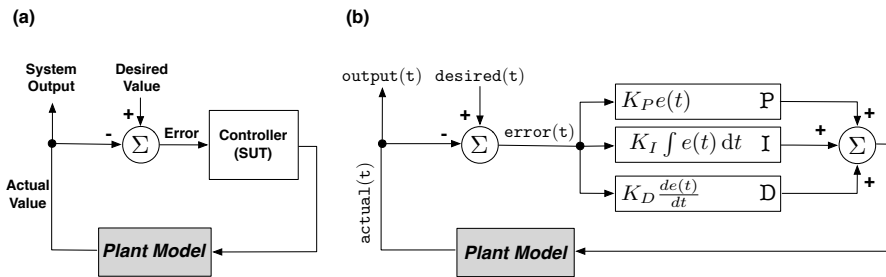 (a)
System
Output
Desired
Value
+
-
Σ
Error
Controller
(SUT)
Actual
Value
Plant Model
(b)
output(t)
desired(t)
+
-
Σ
error(t)
actual(t)
K_P e(t) P
K_I ∫ e(t) dt I
K_D de(t)/dt D
+
+
Σ
+
Plant Model